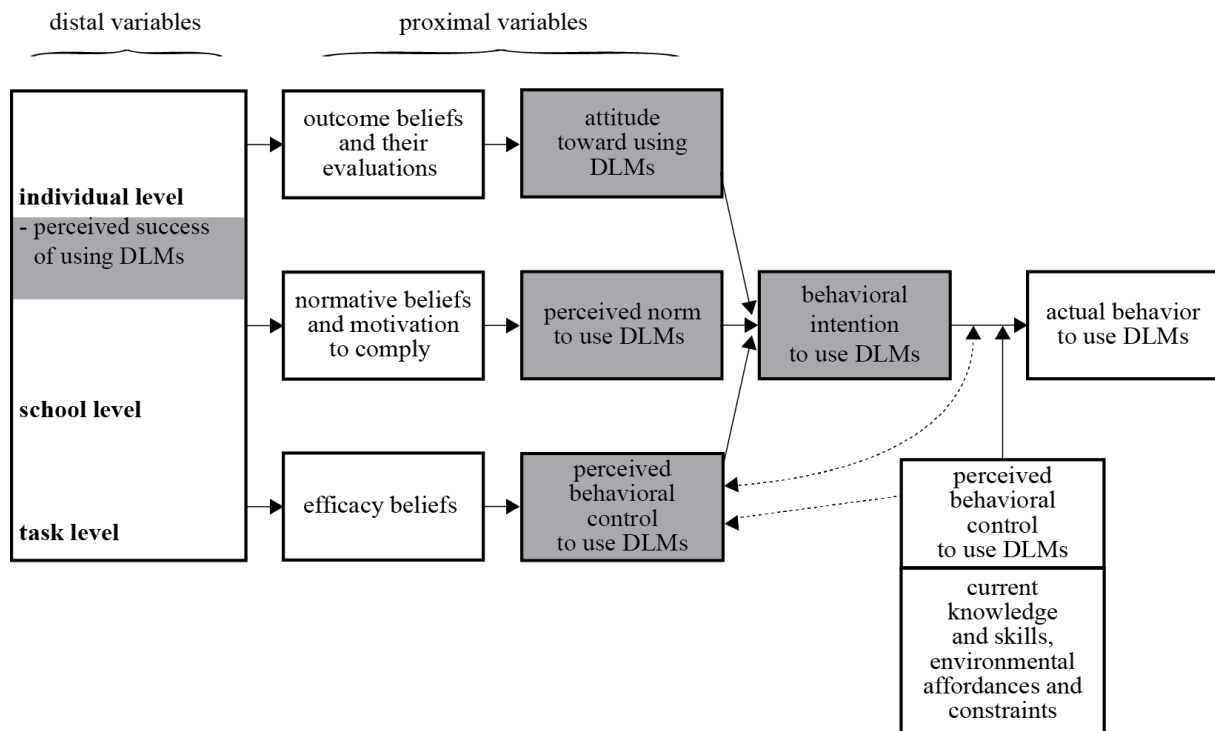 distal variables
proximal variables
individual level
- perceived success
of using DLMs
school level
task level
outcome beliefs
and their
evaluations
normative beliefs
and motivation
to comply
efficacy beliefs
attitude
toward using
DLMs
perceived norm
to use DLMs
perceived
behavioral
control
to use DLMs
behavioral
intention
to use DLMs
actual behavior
to use DLMs
perceived
behavioral
control
to use DLMs
current
knowledge
and skills,
environmental
affordances and
constraints